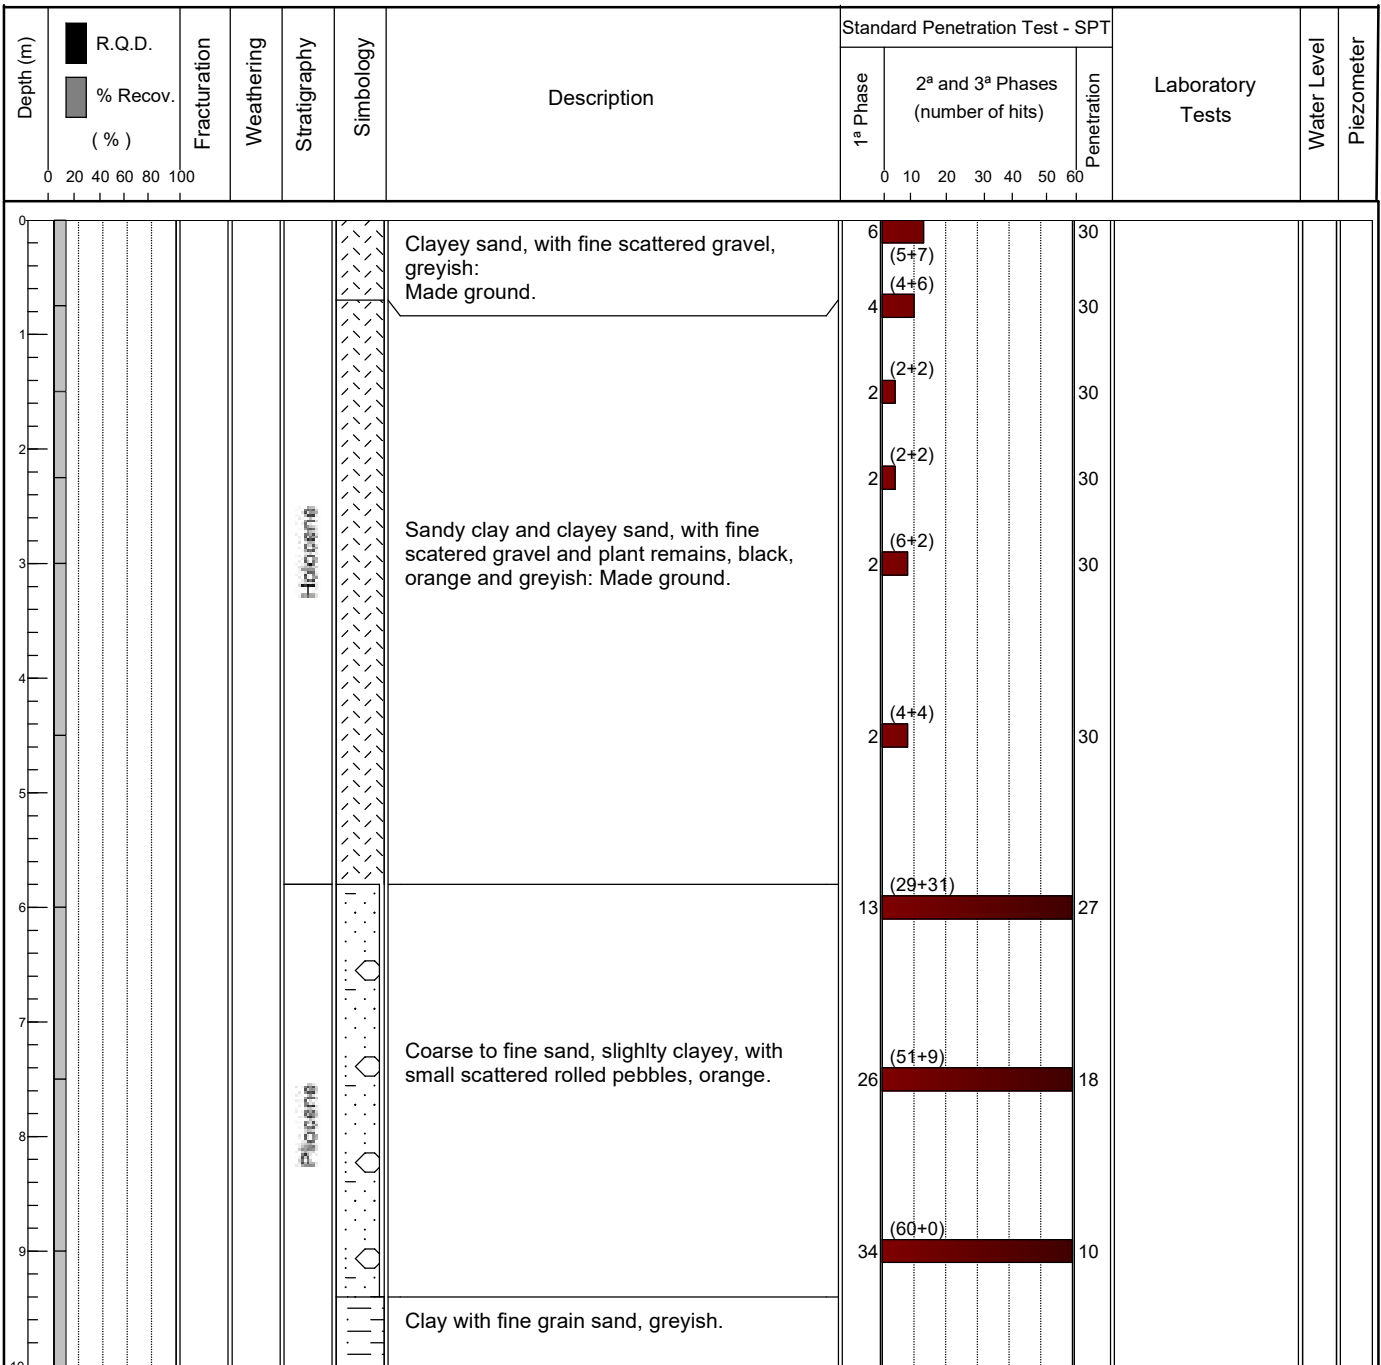 Depth (m)
R.Q.D.
% Recov.
( % )
0 20 40 60 80 100
Fracturation
Weathering
Stratigraphy
Simbology
Description
Standard Penetration Test - SPT
1ª Phase
2ª and 3ª Phases
(number of hits)
0 10 20 30 40 50 60
Penetration
Laboratory
Tests
Water Level
Piezometer
0
Clayey sand, with fine scattered gravel,
greyish:
Made ground.
6
(5+7)
30
(4+6)
4
30
1
(2+2)
2
30
2
(2+2)
2
30
Holocene
Sandy clay and clayey sand, with fine
scatered gravel and plant remains, black,
orange and greyish: Made ground.
(6+2)
2
30
3
4
(4+4)
2
30
5
(29+31)
13
27
6
7
Pliocene
Coarse to fine sand, slighlty clayey, with
small scattered rolled pebbles, orange.
(51+9)
26
18
8
(60+0)
34
10
9
Clay with fine grain sand, greyish.
10